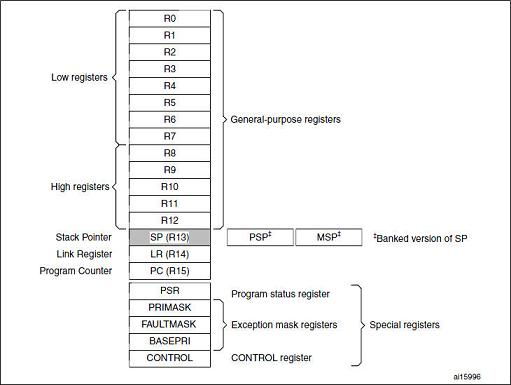 R0
R1
R2
Low registers
R3
R4
R5
R6
General-purpose registers
R7
R8
R9
High registers
R10
R11
R12
Stack Pointer SP (R13) PSP‡ MSP‡ ‡Banked version of SP
Link Register LR (R14)
Program Counter PC (R15)
PSR Program status register
PRIMASK
FAULTMASK Exception mask registers Special registers
BASEPRI
CONTROL CONTROL register
ai15996